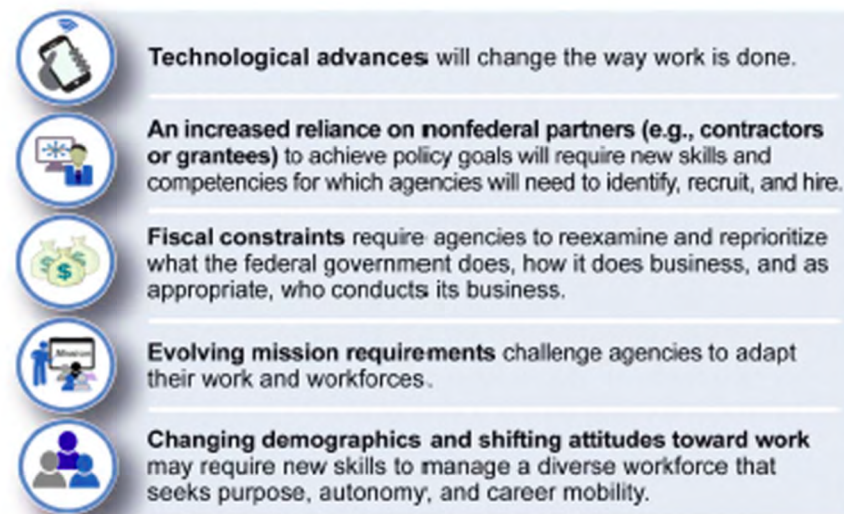 Technological advances will change the way work is done.
An increased reliance on nonfederal partners (e.g., contractors
or grantees) to achieve policy goals will require new skills and
competencies for which agencies will need to identify, recruit, and hire.
Fiscal constraints require agencies to reexamine and reprioritize
what the federal government does, how it does business, and as
appropriate, who conducts its business.
$ $ $
Mission
Evolving mission requirements challenge agencies to adapt
their work and workforces.
Changing demographics and shifting attitudes toward work
may require new skills to manage a diverse workforce that
seeks purpose, autonomy, and career mobility.